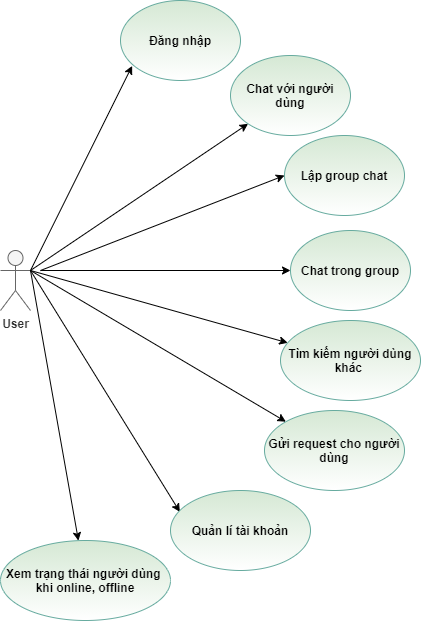 Đăng nhập
Chat với người
dùng
Lập group chat
Chat trong group
User
Tìm kiếm người dùng
khác
Gửi request cho người
dùng
Quản lí tài khoản
Xem trạng thái người dùng
khi online, offline